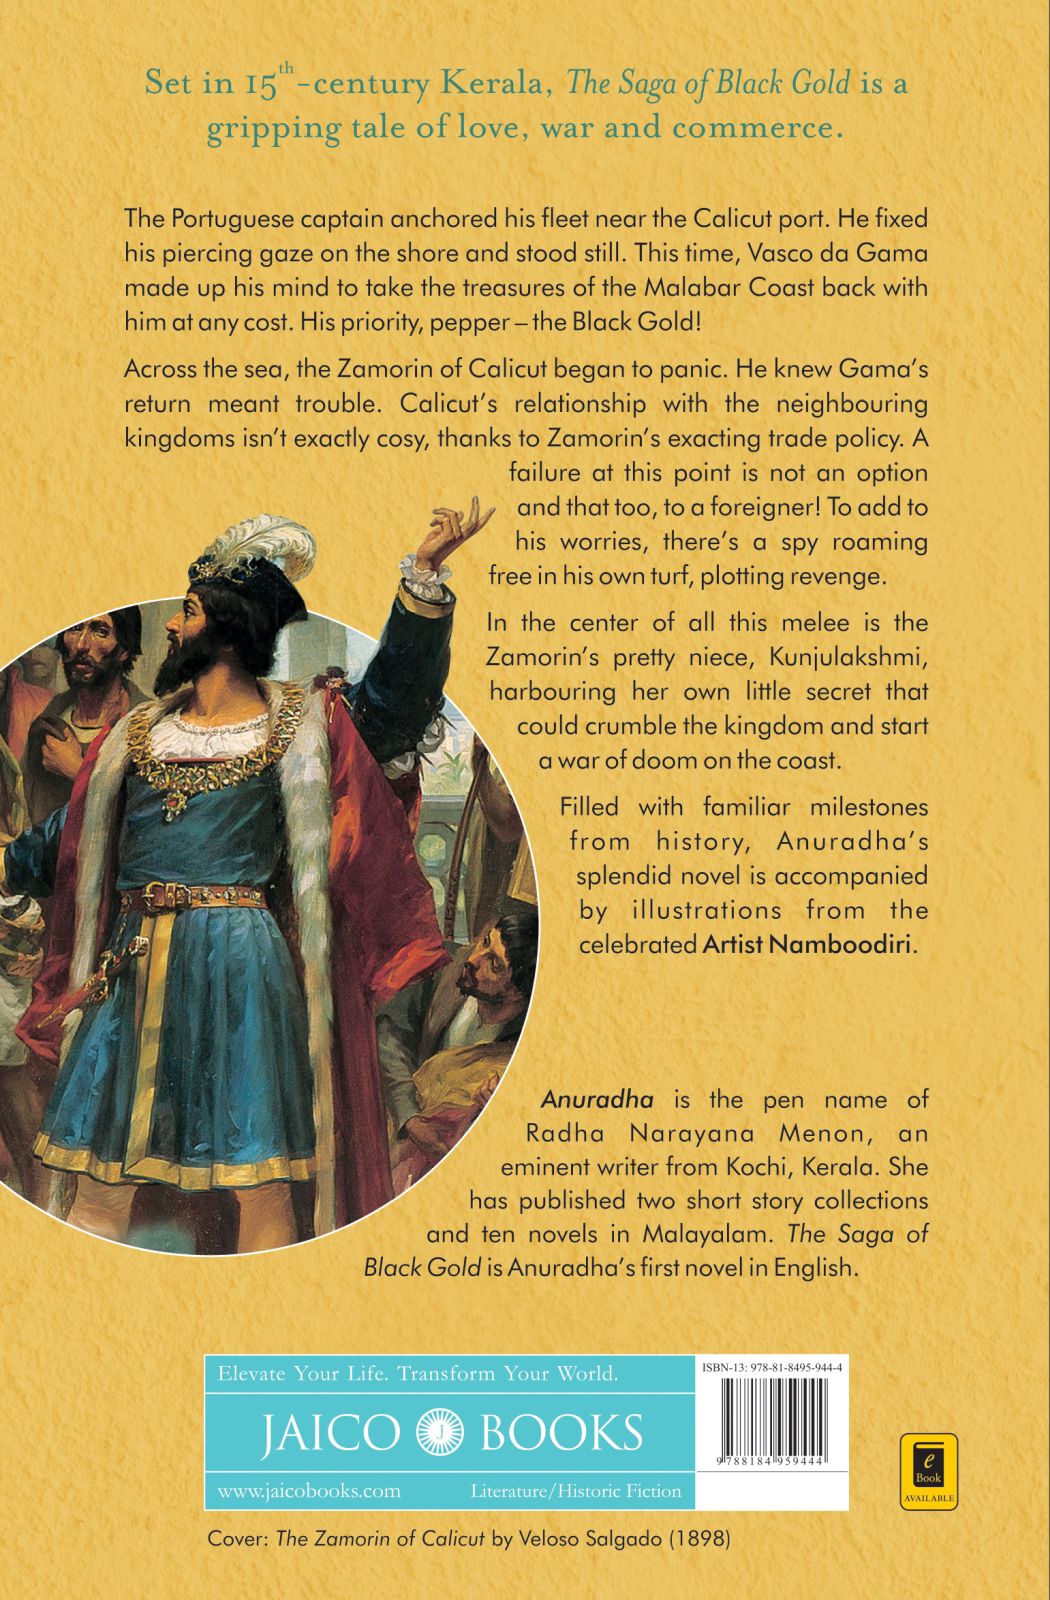 Set in 15th-century Kerala, The Saga of Black Gold is a
gripping tale of love, war and commerce.
The Portuguese captain anchored his fleet near the Calicut port. He fixed
his piercing gaze on the shore and stood still. This time, Vasco da Gama
made up his mind to take the treasures of the Malabar Coast back with
him at any cost. His priority, pepper – the Black Gold!
Across the sea, the Zamorin of Calicut began to panic. He knew Gama's
return meant trouble. Calicut's relationship with the neighbouring
kingdoms isn't exactly cosy, thanks to Zamorin's exacting trade policy. A
failure at this point is not an option
and that too, to a foreigner! To add to
his worries, there's a spy roaming
free in his own turf, plotting revenge.
In the center of all this melee is the
Zamorin's pretty niece, Kunjulakshmi,
harbouring her own little secret that
could crumble the kingdom and start
a war of doom on the coast.
Filled with familiar milestones
from history, Anuradha's
splendid novel is accompanied
by illustrations from the
celebrated Artist Namboodiri.
Anuradha is the pen name of
Radha Narayana Menon, an
eminent writer from Kochi, Kerala. She
has published two short story collections
and ten novels in Malayalam. The Saga of
Black Gold is Anuradha's first novel in English.
Elevate Your Life. Transform Your World.
JAICO J BOOKS
www.jaicobooks.com Literature/Historic Fiction
ISBN-13: 978-81-8495-944-4
9 788184 959444
e
Book
AVAILABLE
Cover: The Zamorin of Calicut by Veloso Salgado (1898)